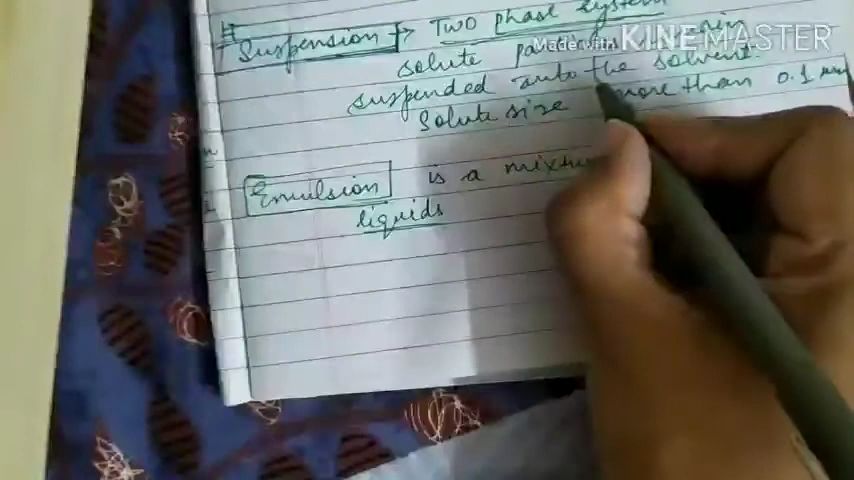 Suspension → Two phase system
solute
Made with KINEMASTER
suspended into the solvent.
Solute size more than 0.1
Emulsion is a
liquids